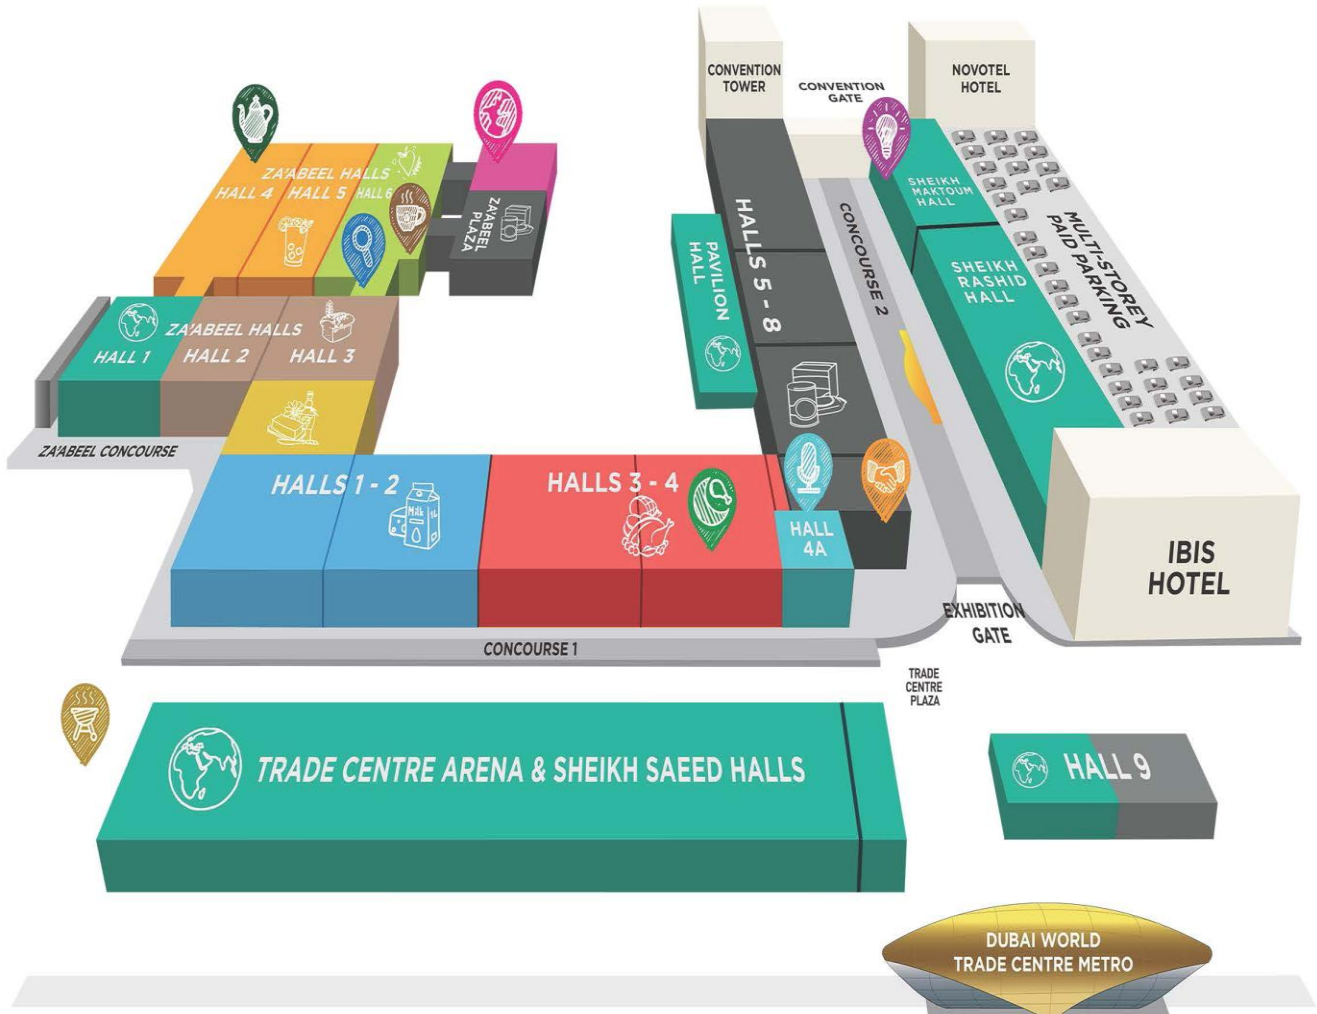 CONVENTION
TOWER
CONVENTION
GATE
NOVOTEL
HOTEL
ZA'ABEEL HALLS
HALL 4
HALL 5
HALL 6
ZA'ABEEL
PLAZA
HALLS 5 - 8
PAVILION
HALL
CONCOURSE 2
SHEIKH
MAKTOUM
HALL
SHEIKH
RASHID
HALL
MULTI-STOREY
PAID PARKING
ZA'ABEEL HALLS
HALL 1
HALL 2
HALL 3
ZA'ABEEL CONCOURSE
HALLS 1 - 2
Milk
1L
HALLS 3 - 4
HALL
4A
IBIS
HOTEL
EXHIBITION
GATE
CONCOURSE 1
TRADE
CENTRE
PLAZA
TRADE CENTRE ARENA & SHEIKH SAEED HALLS
HALL 9
DUBAI WORLD
TRADE CENTRE METRO